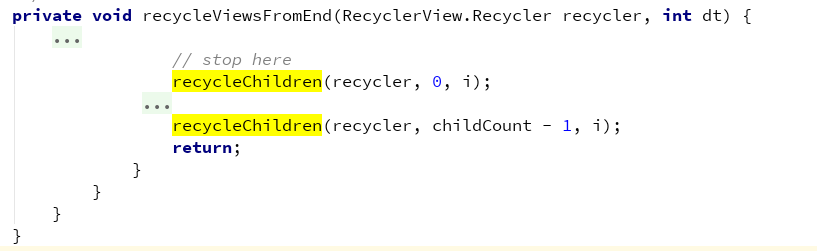 private void recycleViewsFromEnd(RecyclerView.Recycler recycler, int dt) {
...
// stop here
recycleChildren(recycler, 0, i);
...
recycleChildren(recycler, childCount - 1, i);
return;
}
}
}
}